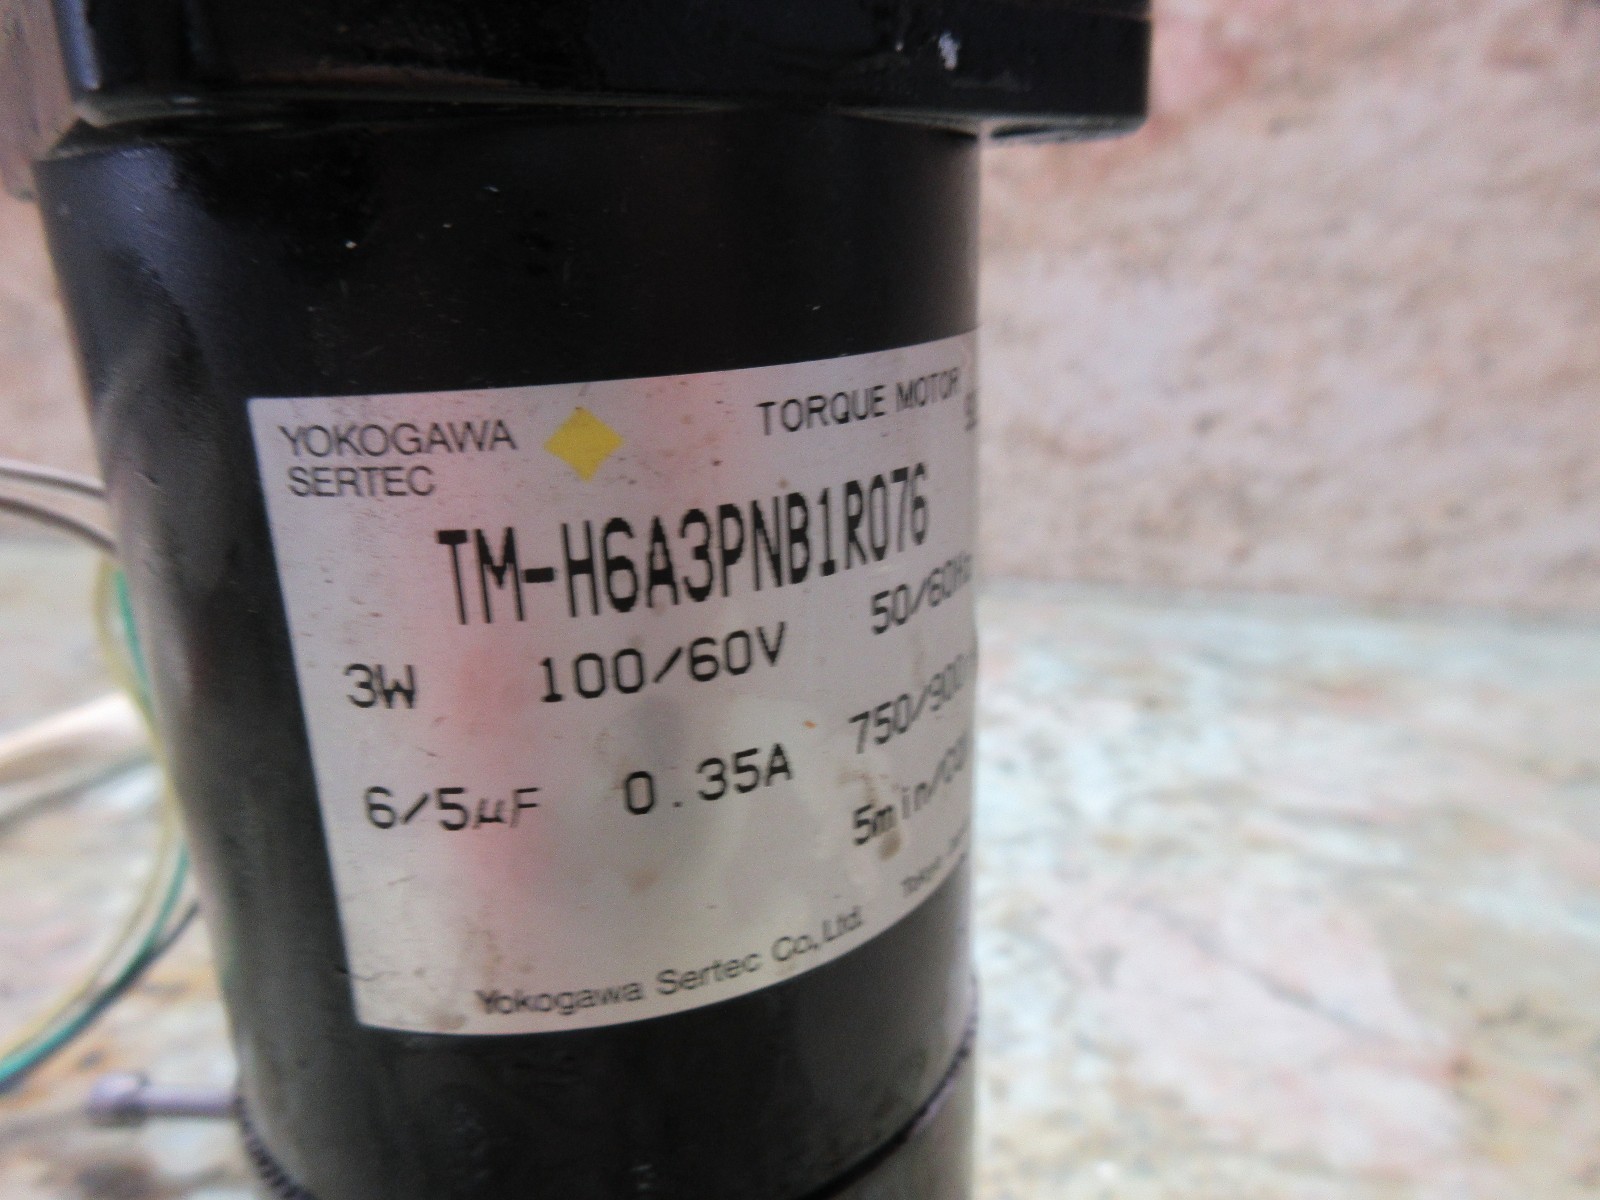 YOKOGAWA
SERTEC
TORQUE MOTOR
TM-H6A3PNB1R076
3W 100/60V 50/60Hz
6/5μF 0.35A 750/900
5min/
Yokogawa Sertec Co., Ltd.